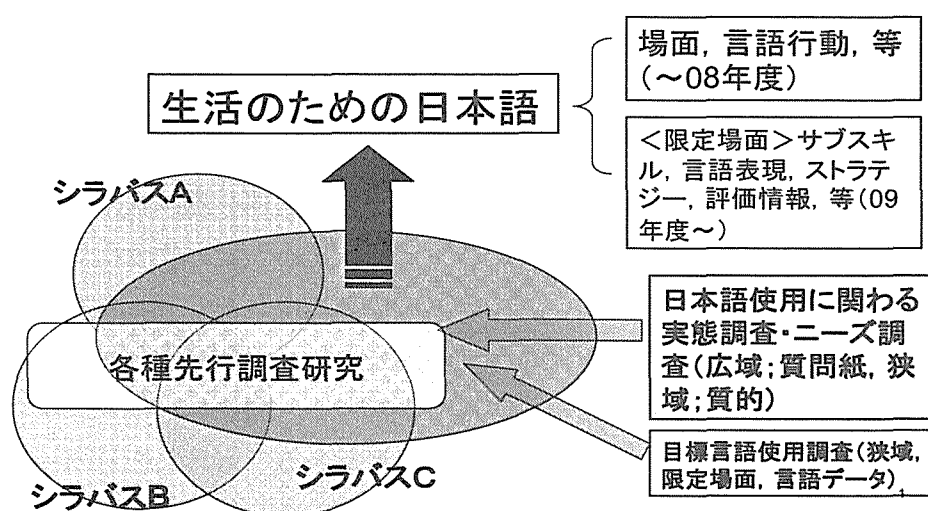 場面，言語行動，等
（～08年度）
生活のための日本語
＜限定場面＞サブスキ
ル，言語表現，ストラテ
ジー，評価情報，等（09
年度～）
シラバスA
日本語使用に関わる
実態調査・ニーズ調
査（広域；質問紙，狭
域；質的）
各種先行調査研究
目標言語使用調査（狭域，
限定場面，言語データ）
1
シラバスC
シラバスB